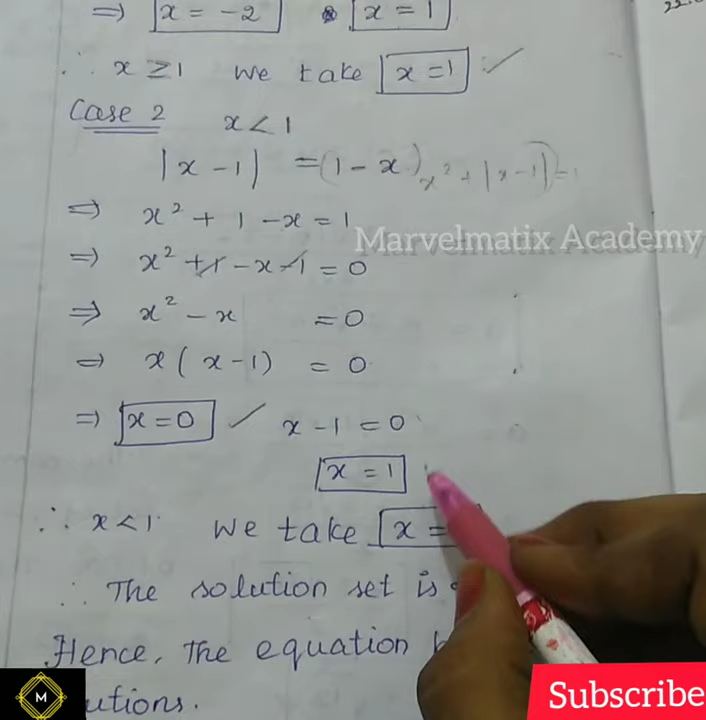 ⇒ x = -2 x = 1
∴ x ≥ 1 we take x = 1 ✓
Case 2 x < 1
|x - 1| = (1 - x) x² + |x - 1| = 1
⇒ x² + 1 - x = 1
Marvelmatix Academy
⇒ x² + 1 - x - 1 = 0
⇒ x² - x = 0
⇒ x ( x - 1) = 0
⇒ x = 0 ✓ x - 1 = 0
x = 1
∴ x < 1 we take x =
∴ The solution set is
Hence, The equation
utions.
M
Subscribe